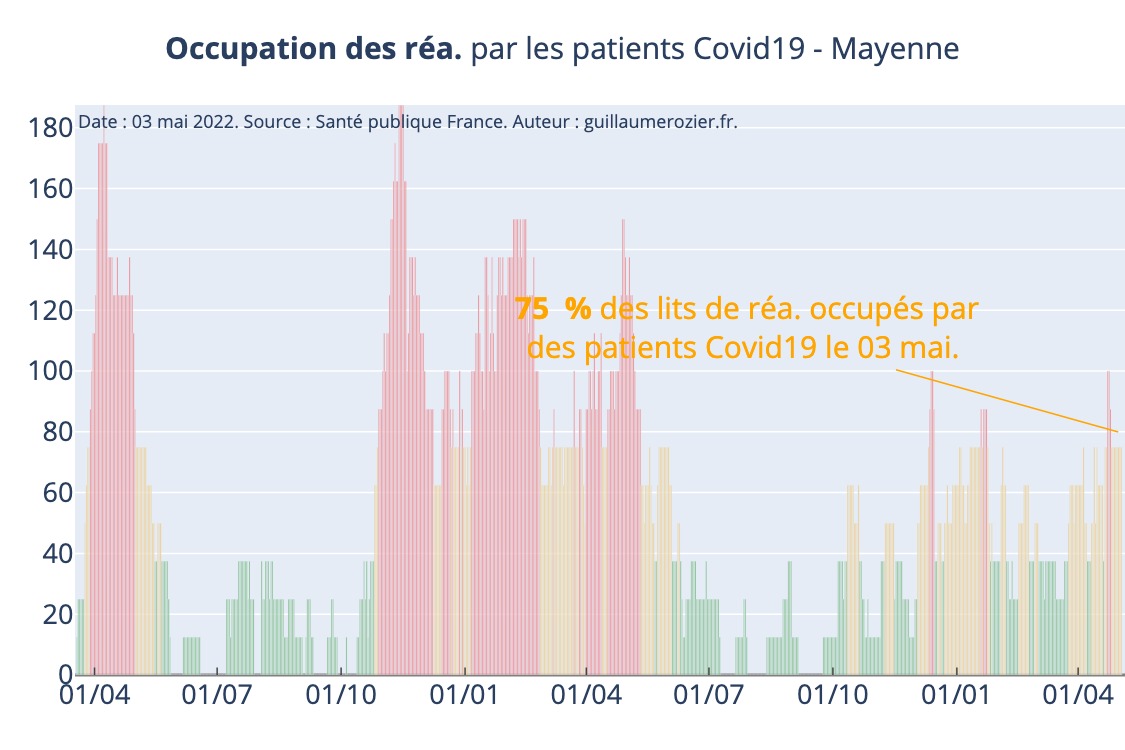 Occupation des réa. par les patients Covid19 - Mayenne
Date : 03 mai 2022. Source : Santé publique France. Auteur : guillaumerozier.fr.
180
160
140
120
100
80
60
40
20
0
75 % des lits de réa. occupés par
des patients Covid19 le 03 mai.
01/04 01/07 01/10 01/01 01/04 01/07 01/10 01/01 01/04